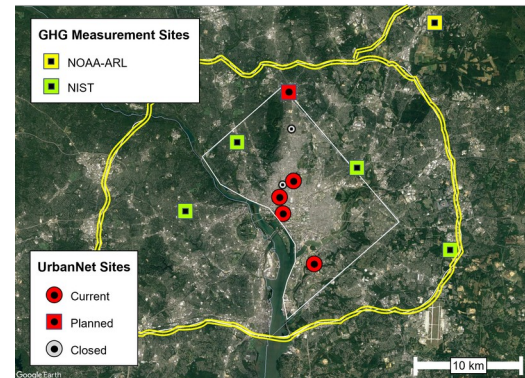 GHG Measurement Sites
NOAA-ARL
NIST
UrbanNet Sites
Current
Planned
Closed
Google Earth
10 km